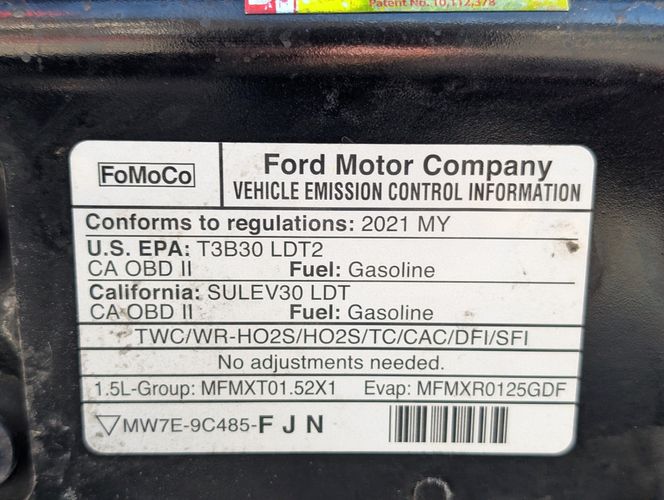 Patent No. 10,112,378
FoMoCo
Ford Motor Company
VEHICLE EMISSION CONTROL INFORMATION
Conforms to regulations: 2021 MY
U.S. EPA: T3B30 LDT2
CA OBD II Fuel: Gasoline
California: SULEV30 LDT
CA OBD II Fuel: Gasoline
TWC/WR-HO2S/HO2S/TC/CAC/DFI/SFI
No adjustments needed.
1.5L-Group: MFMXT01.52X1 Evap: MFMXR0125GDF
MW7E-9C485-F J N